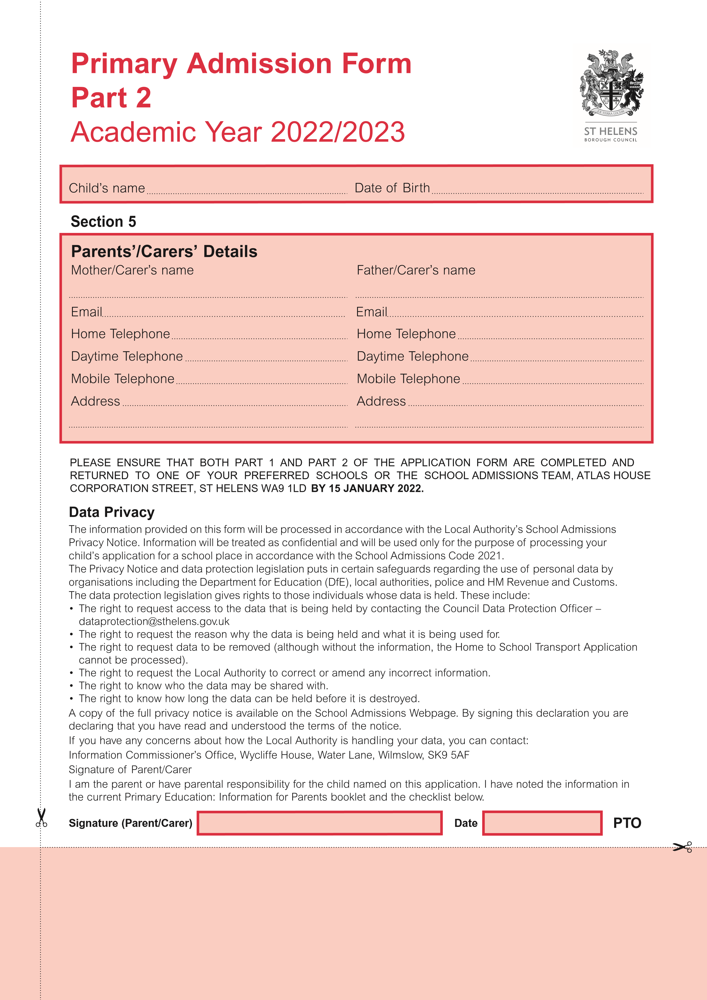 Primary Admission Form
Part 2
Academic Year 2022/2023
EX TERRA LUCEM
ST HELENS
BOROUGH COUNCIL
Child’s name
Date of Birth
Section 5
Parents’/Carers’ Details
Mother/Carer’s name
Father/Carer’s name
Email
Email
Home Telephone
Home Telephone
Daytime Telephone
Daytime Telephone
Mobile Telephone
Mobile Telephone
Address
Address
PLEASE ENSURE THAT BOTH PART 1 AND PART 2 OF THE APPLICATION FORM ARE COMPLETED AND
RETURNED TO ONE OF YOUR PREFERRED SCHOOLS OR THE SCHOOL ADMISSIONS TEAM, ATLAS HOUSE
CORPORATION STREET, ST HELENS WA9 1LD BY 15 JANUARY 2022.
Data Privacy
The information provided on this form will be processed in accordance with the Local Authority’s School Admissions
Privacy Notice. Information will be treated as confidential and will be used only for the purpose of processing your
child’s application for a school place in accordance with the School Admissions Code 2021.
The Privacy Notice and data protection legislation puts in certain safeguards regarding the use of personal data by
organisations including the Department for Education (DfE), local authorities, police and HM Revenue and Customs.
The data protection legislation gives rights to those individuals whose data is held. These include:
• The right to request access to the data that is being held by contacting the Council Data Protection Officer –
dataprotection@sthelens.gov.uk
• The right to request the reason why the data is being held and what it is being used for.
• The right to request data to be removed (although without the information, the Home to School Transport Application
cannot be processed).
• The right to request the Local Authority to correct or amend any incorrect information.
• The right to know who the data may be shared with.
• The right to know how long the data can be held before it is destroyed.
A copy of the full privacy notice is available on the School Admissions Webpage. By signing this declaration you are
declaring that you have read and understood the terms of the notice.
If you have any concerns about how the Local Authority is handling your data, you can contact:
Information Commissioner’s Office, Wycliffe House, Water Lane, Wilmslow, SK9 5AF
Signature of Parent/Carer
I am the parent or have parental responsibility for the child named on this application. I have noted the information in
the current Primary Education: Information for Parents booklet and the checklist below.
Signature (Parent/Carer)
Date
PTO